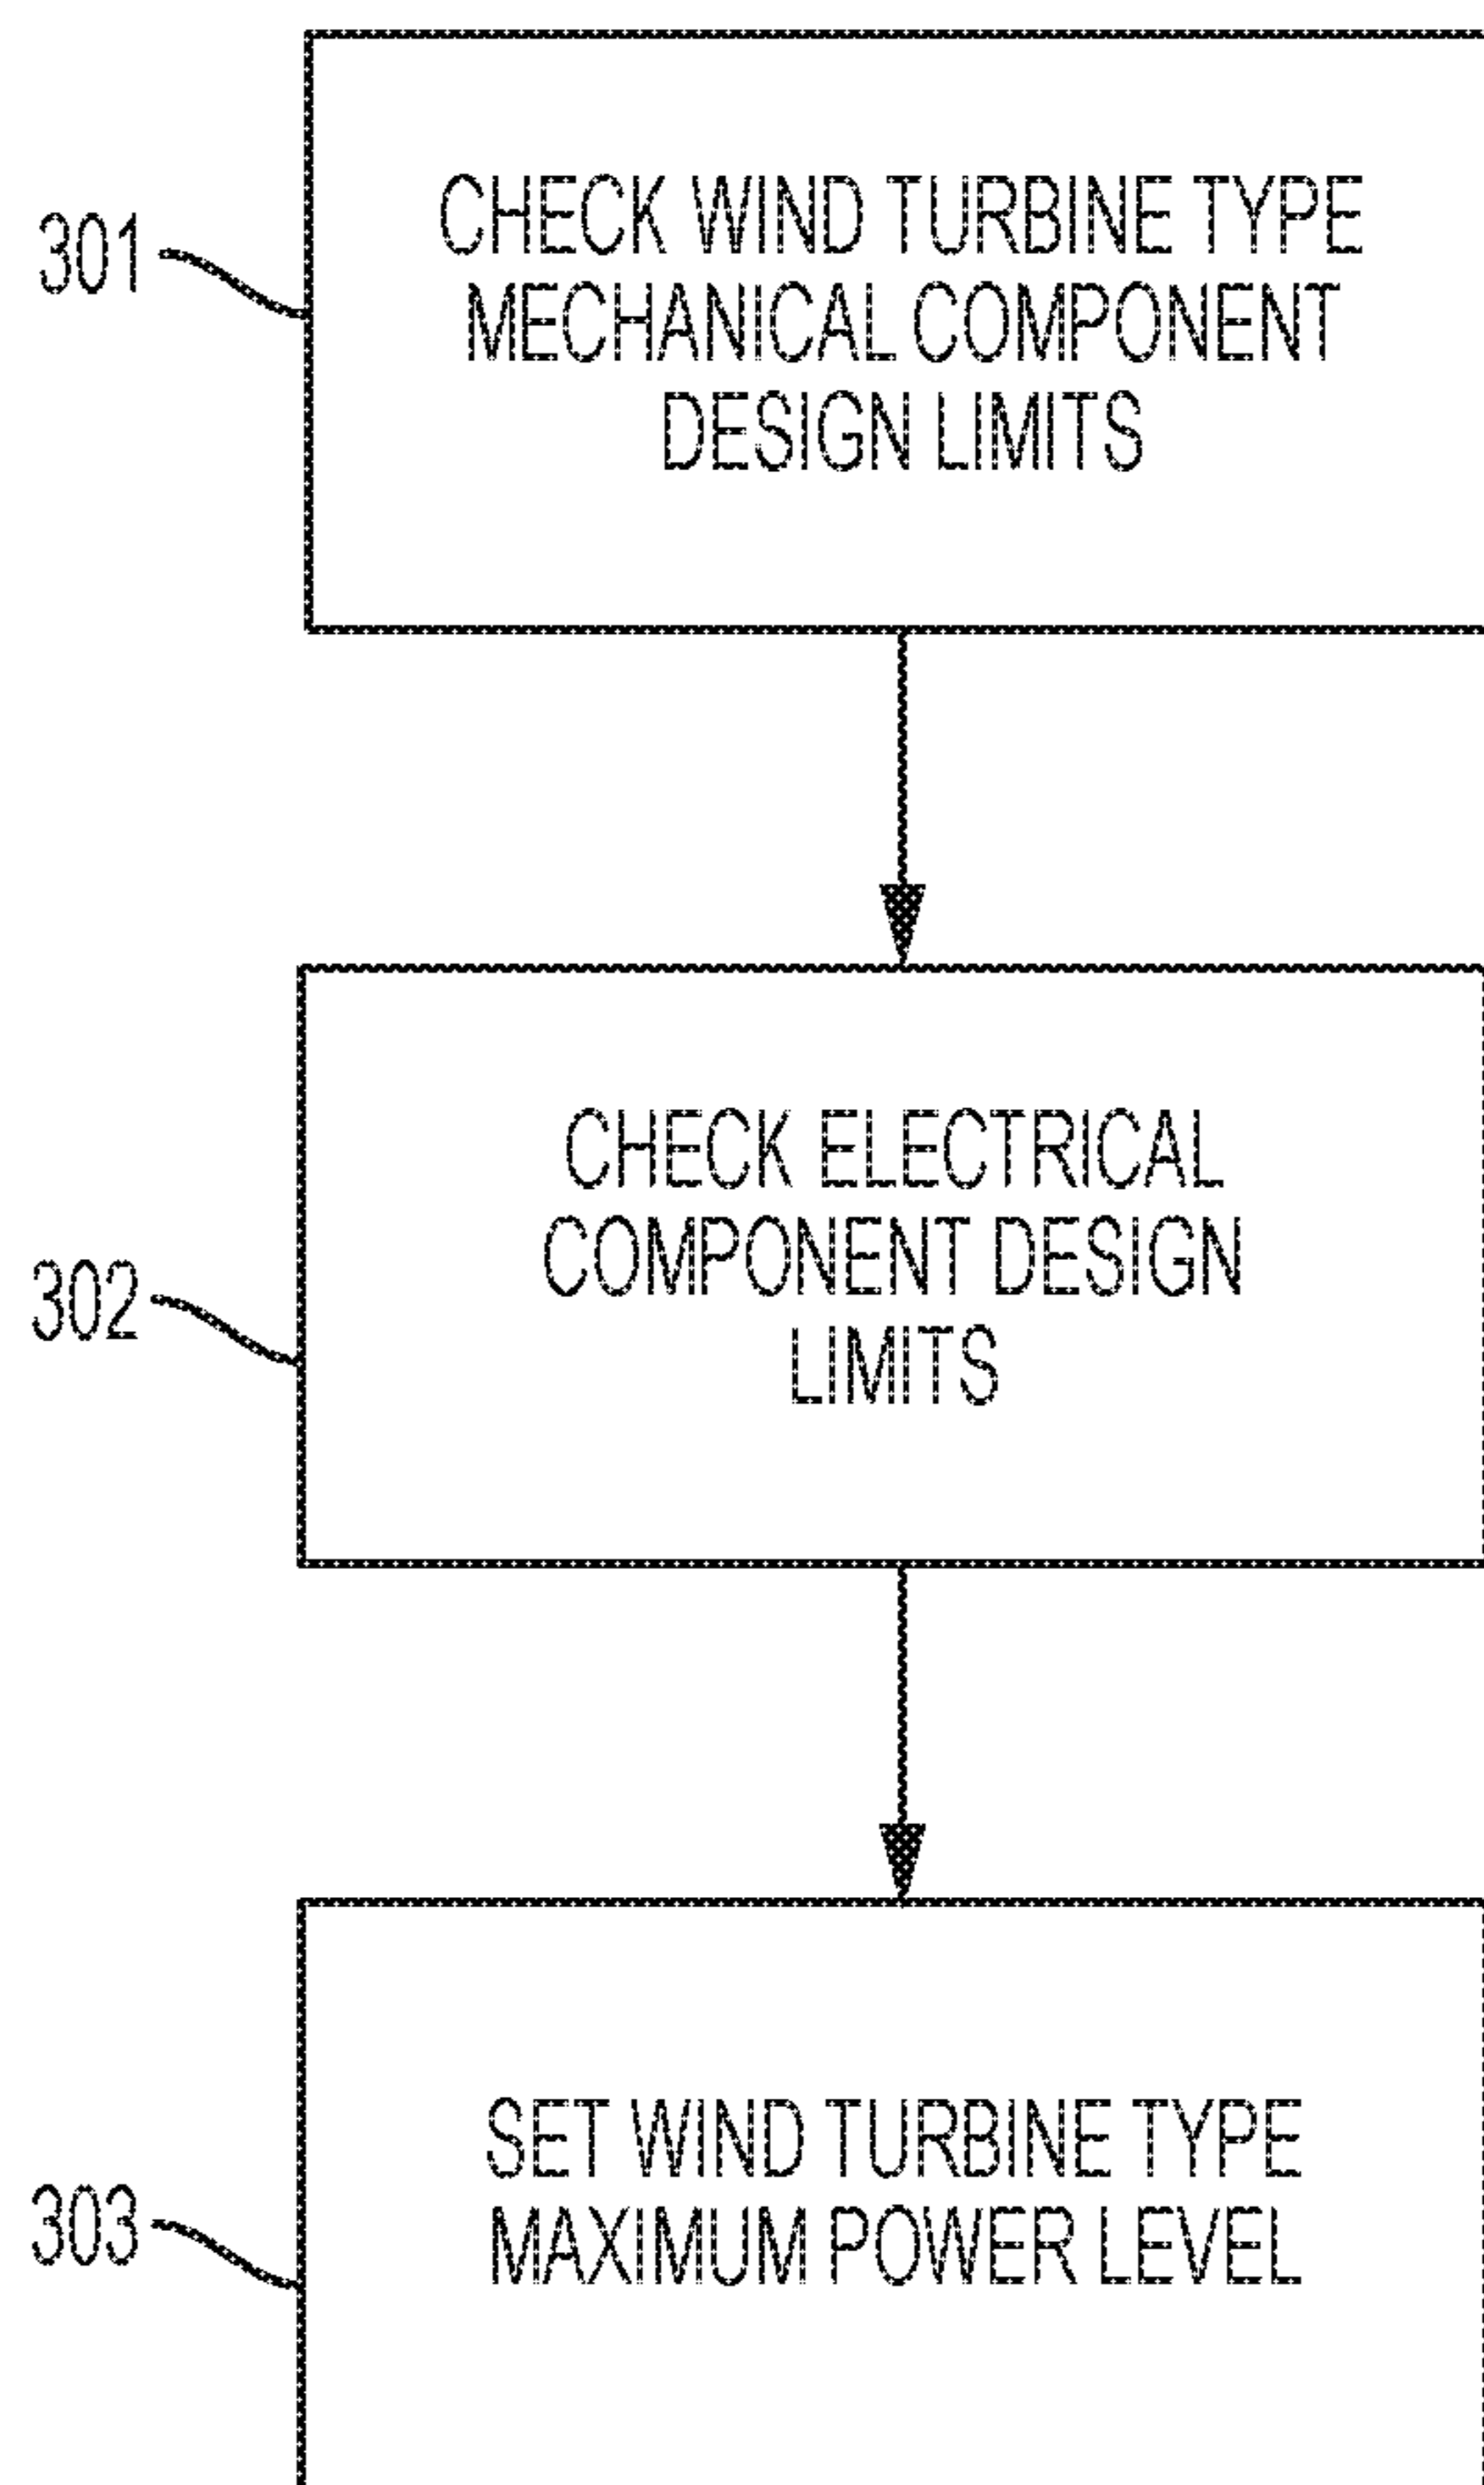 301
CHECK WIND TURBINE TYPE
MECHANICAL COMPONENT
DESIGN LIMITS
302
CHECK ELECTRICAL
COMPONENT DESIGN
LIMITS
303
SET WIND TURBINE TYPE
MAXIMUM POWER LEVEL